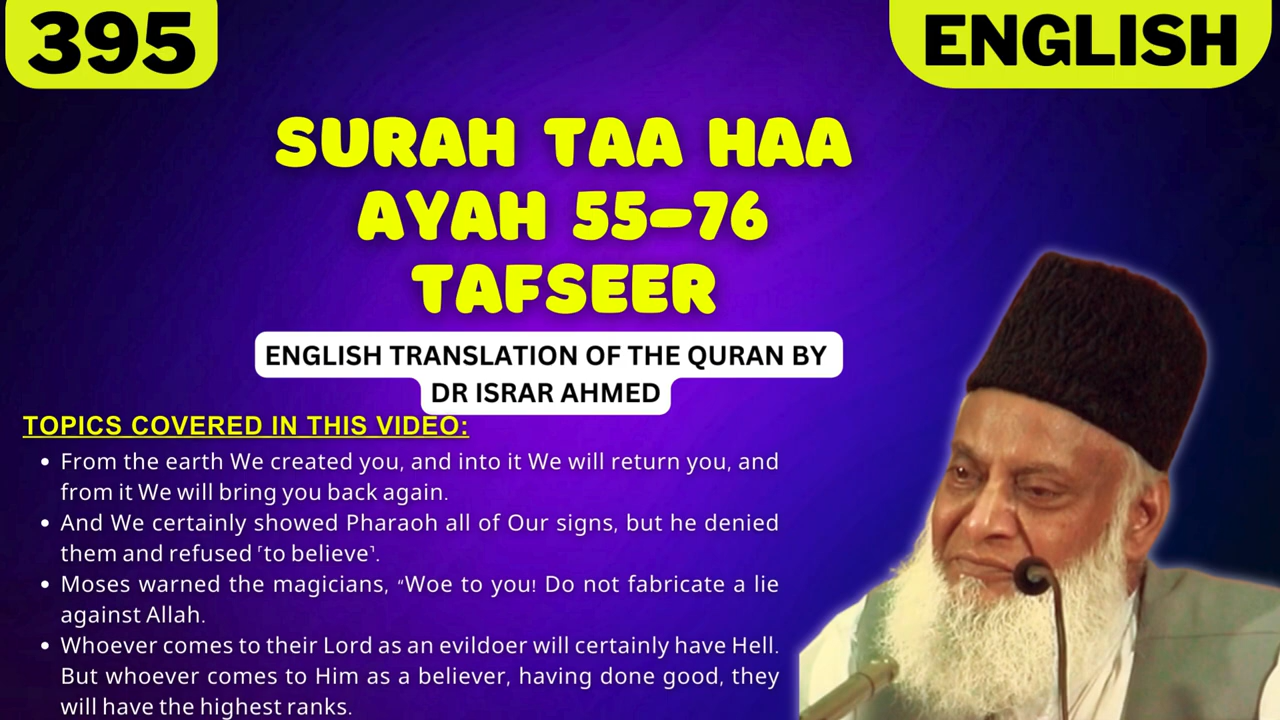 395
ENGLISH
SURAH TAA HAA
AYAH 55-76
TAFSEER
ENGLISH TRANSLATION OF THE QURAN BY
DR ISRAR AHMED
TOPICS COVERED IN THIS VIDEO:
• From the earth We created you, and into it We will return you, and
from it We will bring you back again.
• And We certainly showed Pharaoh all of Our signs, but he denied
them and refused ˹to believe˺.
• Moses warned the magicians, “Woe to you! Do not fabricate a lie
against Allah.
• Whoever comes to their Lord as an evildoer will certainly have Hell.
But whoever comes to Him as a believer, having done good, they
will have the highest ranks.